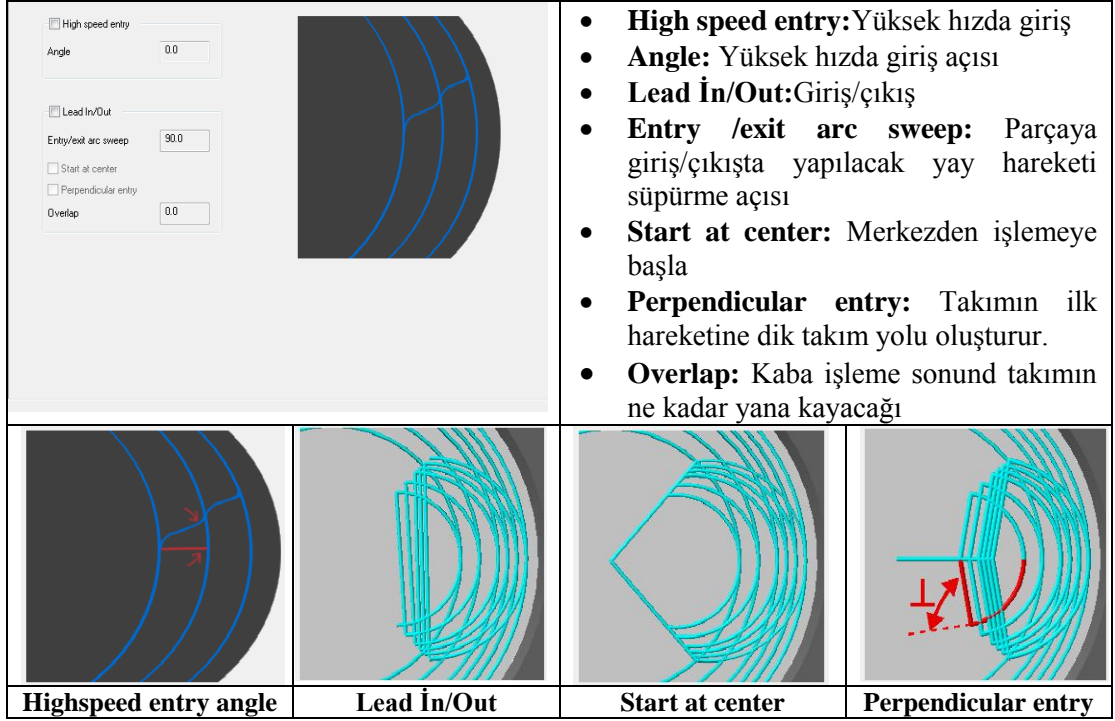 High speed entry
Angle 0.0
Lead In/Out
Entry/exit arc sweep 90.0
Start at center
Perpendicular entry
Overlap 0.0
• High speed entry:Yüksek hızda giriş
• Angle: Yüksek hızda giriş açısı
• Lead İn/Out:Giriş/çıkış
• Entry /exit arc sweep: Parçaya
giriş/çıkışta yapılacak yay hareketi
süpürme açısı
• Start at center: Merkezden işlemeye
başla
• Perpendicular entry: Takımın ilk
hareketine dik takım yolu oluşturur.
• Overlap: Kaba işleme sonund takımın
ne kadar yana kayacağı
Highspeed entry angle
Lead İn/Out
Start at center
Perpendicular entry